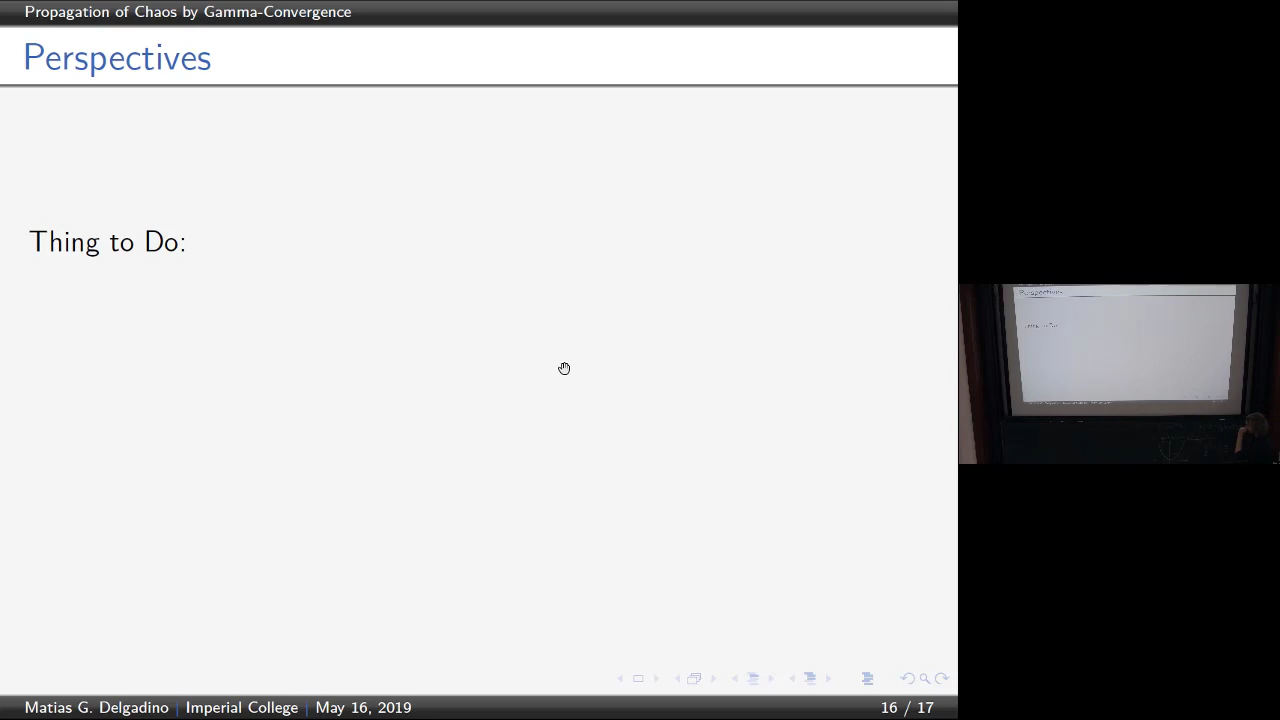 Propagation of Chaos by Gamma-Convergence
Perspectives
Thing to Do:
Matias G. Delgadino | Imperial College | May 16, 2019
16 / 17
Perspectives